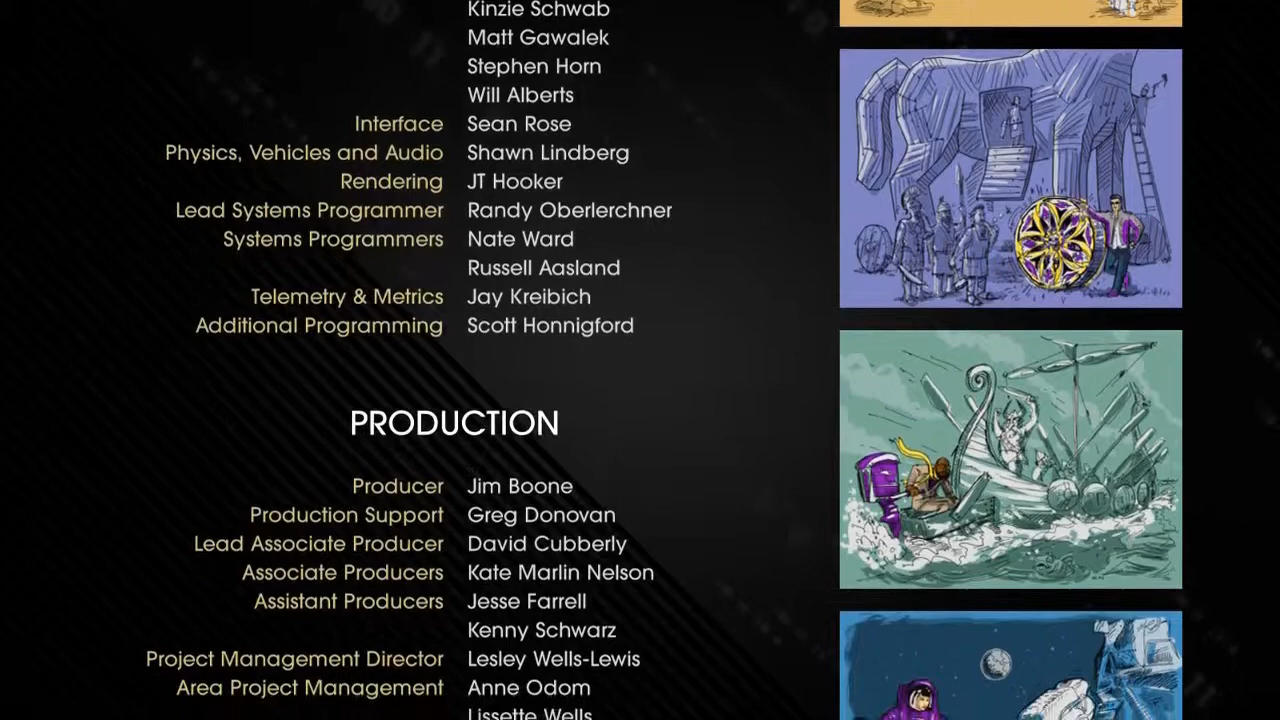 Kinzie Schwab
Matt Gawalek
Stephen Horn
Will Alberts
Interface Sean Rose
Physics, Vehicles and Audio Shawn Lindberg
Rendering JT Hooker
Lead Systems Programmer Randy Oberlerchner
Systems Programmers Nate Ward
Russell Aasland
Telemetry & Metrics Jay Kreibich
Additional Programming Scott Honnigford
PRODUCTION
Producer Jim Boone
Production Support Greg Donovan
Lead Associate Producer David Cubberly
Associate Producers Kate Marlin Nelson
Assistant Producers Jesse Farrell
Kenny Schwarz
Project Management Director Lesley Wells-Lewis
Area Project Management Anne Odom
Lissette Wells